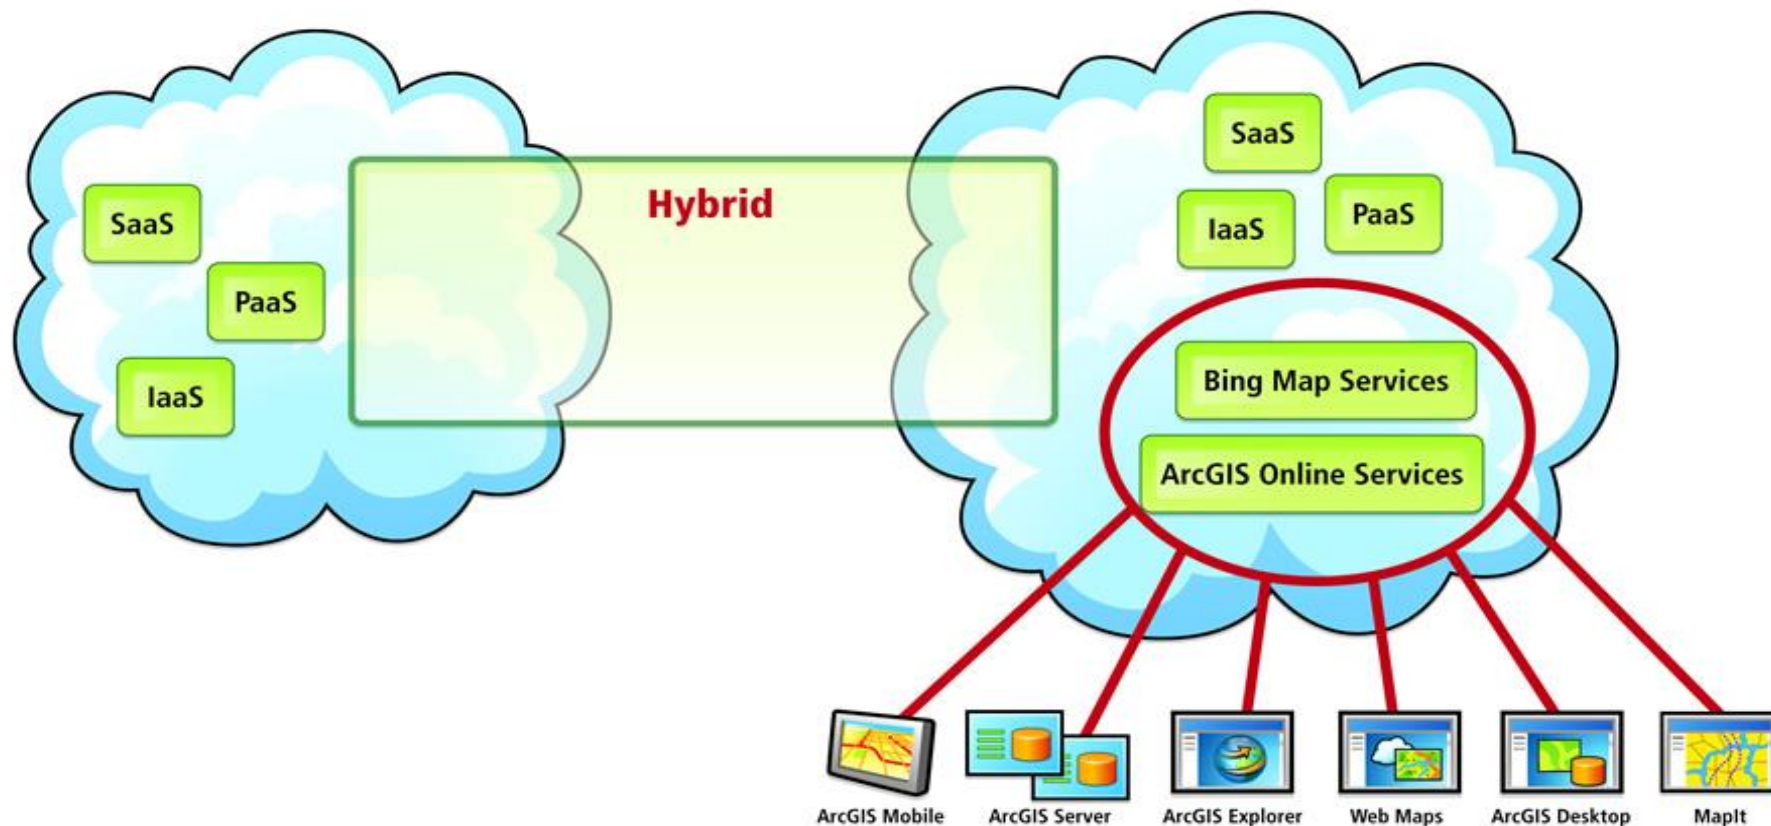 Hybrid
SaaS
PaaS
IaaS
SaaS
IaaS
PaaS
Bing Map Services
ArcGIS Online Services
ArcGIS Mobile
ArcGIS Server
ArcGIS Explorer
Web Maps
ArcGIS Desktop
MapIt